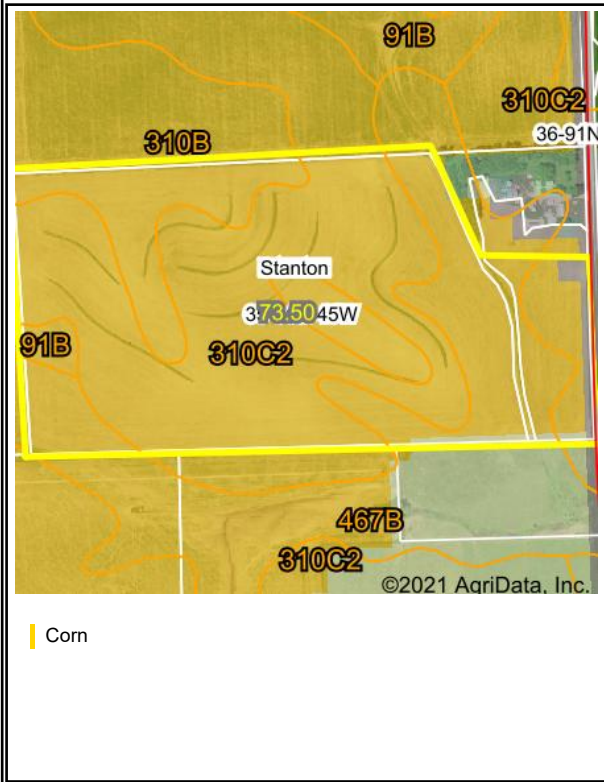 91B
310C2
36-91N
310B
Stanton
73.50
45W
91B
310C2
467B
310C2
©2021 AgriData, Inc.
Corn